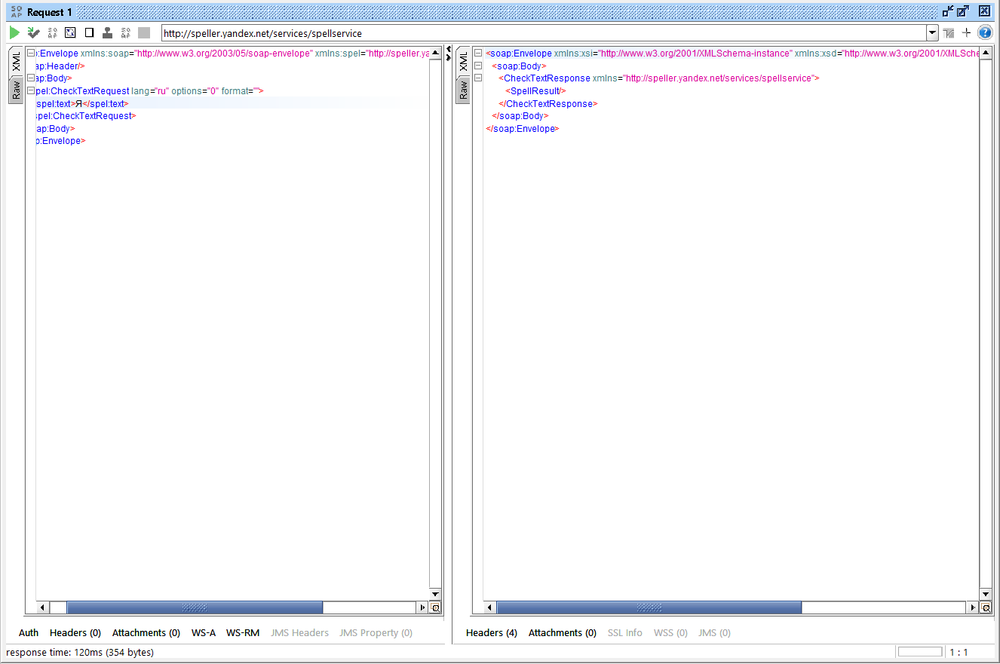 SO
AP
Request 1
http://speller.yandex.net/services/spellservice
XML
Raw
p:Envelope xmlns:soap="http://www.w3.org/2003/05/soap-envelope" xmlns:spel="http://speller.ya
ap:Header/>
ap:Body>
pel:CheckTextRequest lang="ru" options="0" format="">
spel:text>Я</spel:text>
spel:CheckTextRequest>
ap:Body>
p:Envelope>
XML
Raw
<soap:Envelope xmlns:xsi="http://www.w3.org/2001/XMLSchema-instance" xmlns:xsd="http://www.w3.org/2001/XMLSche
<soap:Body>
<CheckTextResponse xmlns="http://speller.yandex.net/services/spellservice">
<SpellResult/>
</CheckTextResponse>
</soap:Body>
</soap:Envelope>
Auth Headers (0) Attachments (0) WS-A WS-RM JMS Headers JMS Property (0)
Headers (4) Attachments (0) SSL Info WSS (0) JMS (0)
response time: 120ms (354 bytes)
1 : 1